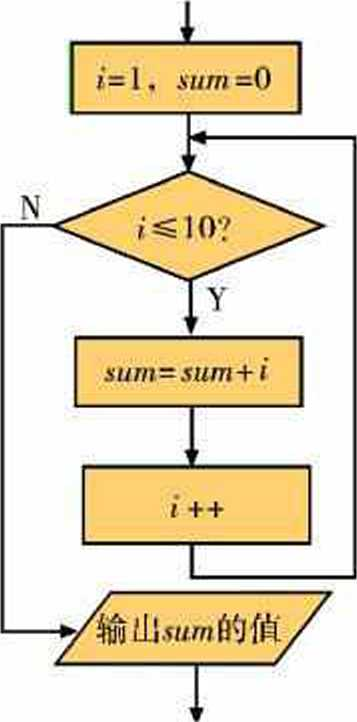 i=1, sum=0
N
i≤10?
Y
sum=sum+i
i++
输出sum的值